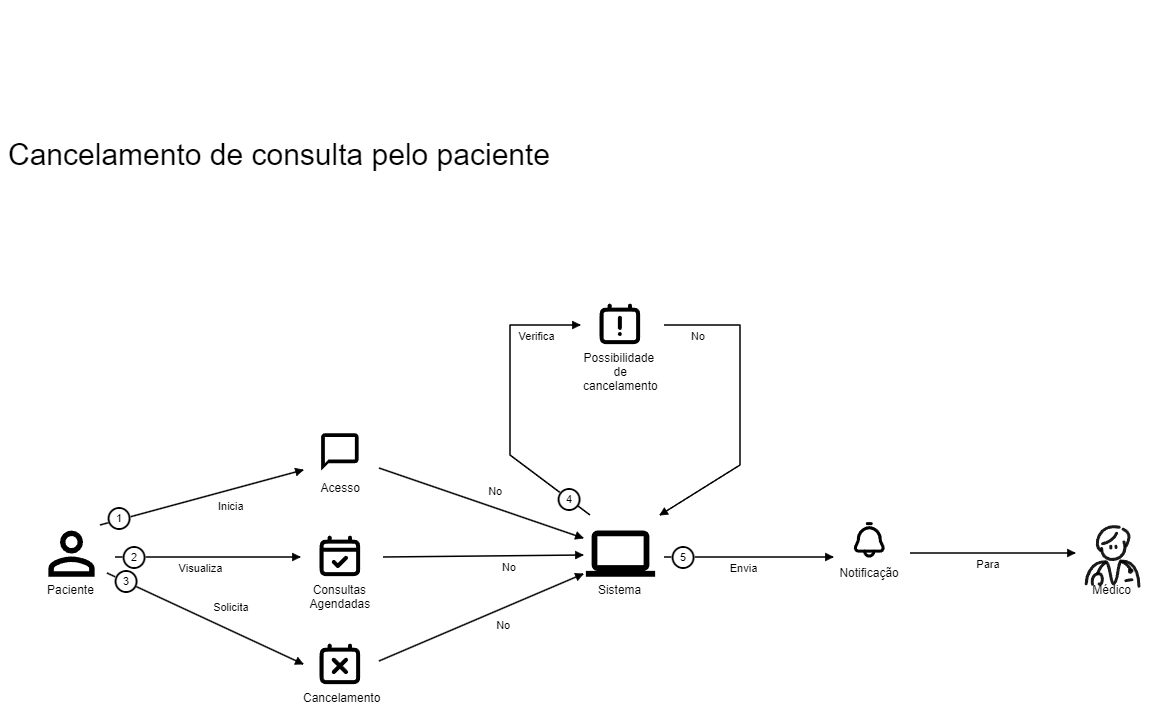 Cancelamento de consulta pelo paciente
Verifica
No
Possibilidade
de
cancelamento
Acesso
No
4
1
Inicia
2
Visualiza
3
Paciente
Solicita
Consultas
Agendadas
No
Sistema
5
Envia
Notificação
Para
Médico
No
Cancelamento